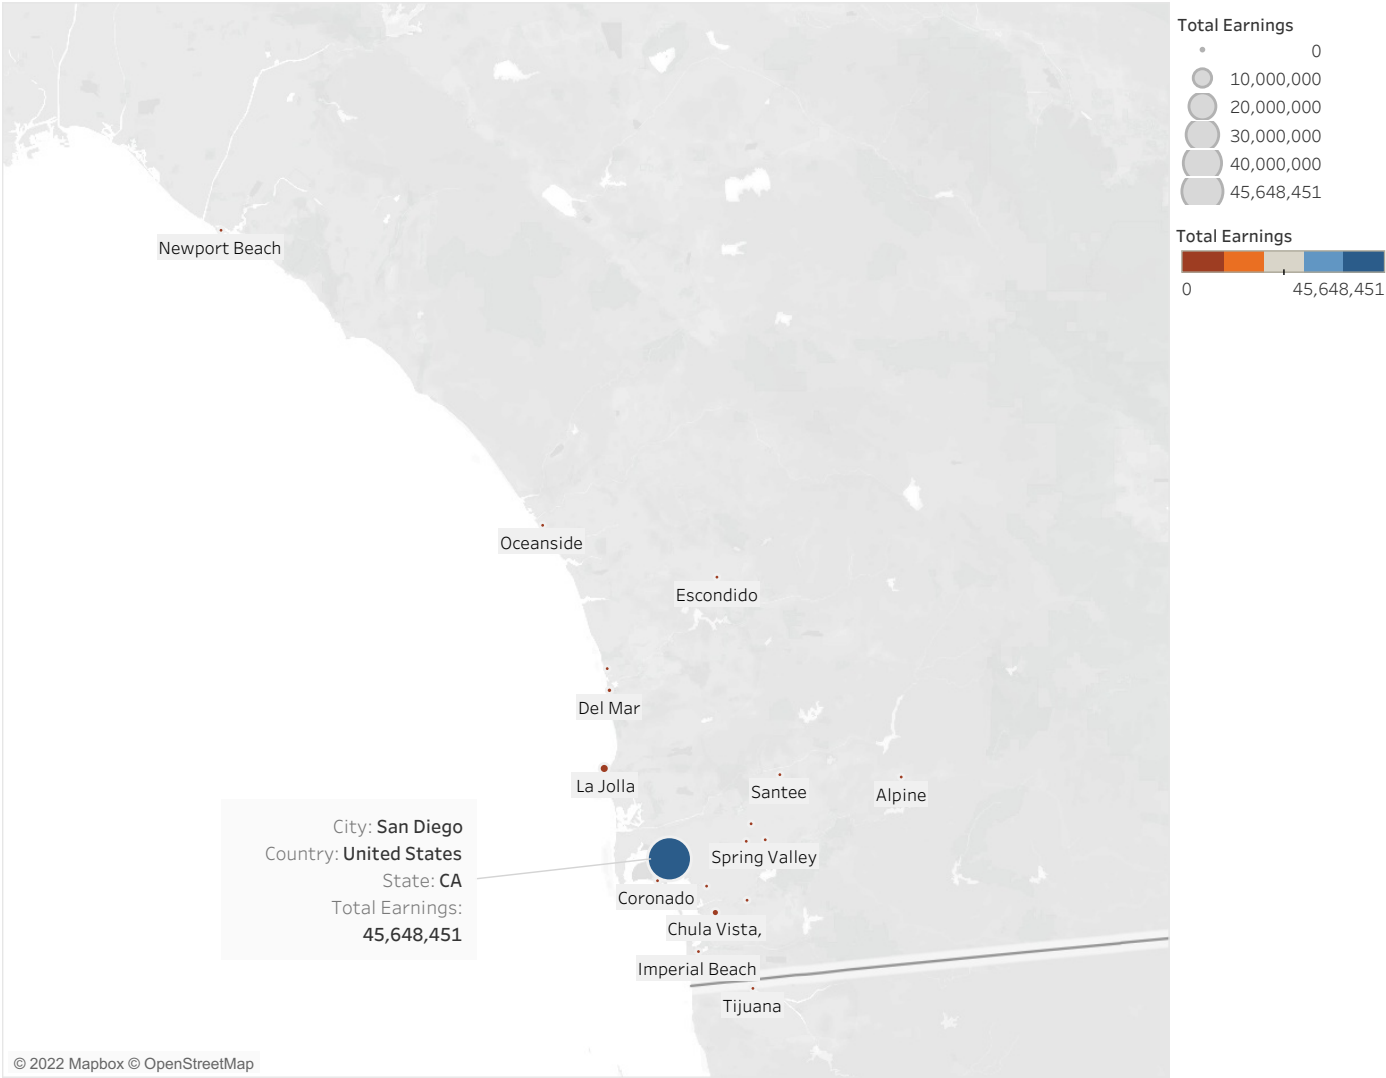 Total Earnings
0
10,000,000
20,000,000
30,000,000
40,000,000
45,648,451
Total Earnings
0 45,648,451
Newport Beach
Oceanside
Escondido
Del Mar
La Jolla
Santee
Alpine
City: San Diego
Country: United States
State: CA
Total Earnings:
45,648,451
Spring Valley
Coronado
Chula Vista,
Imperial Beach
Tijuana
© 2022 Mapbox © OpenStreetMap